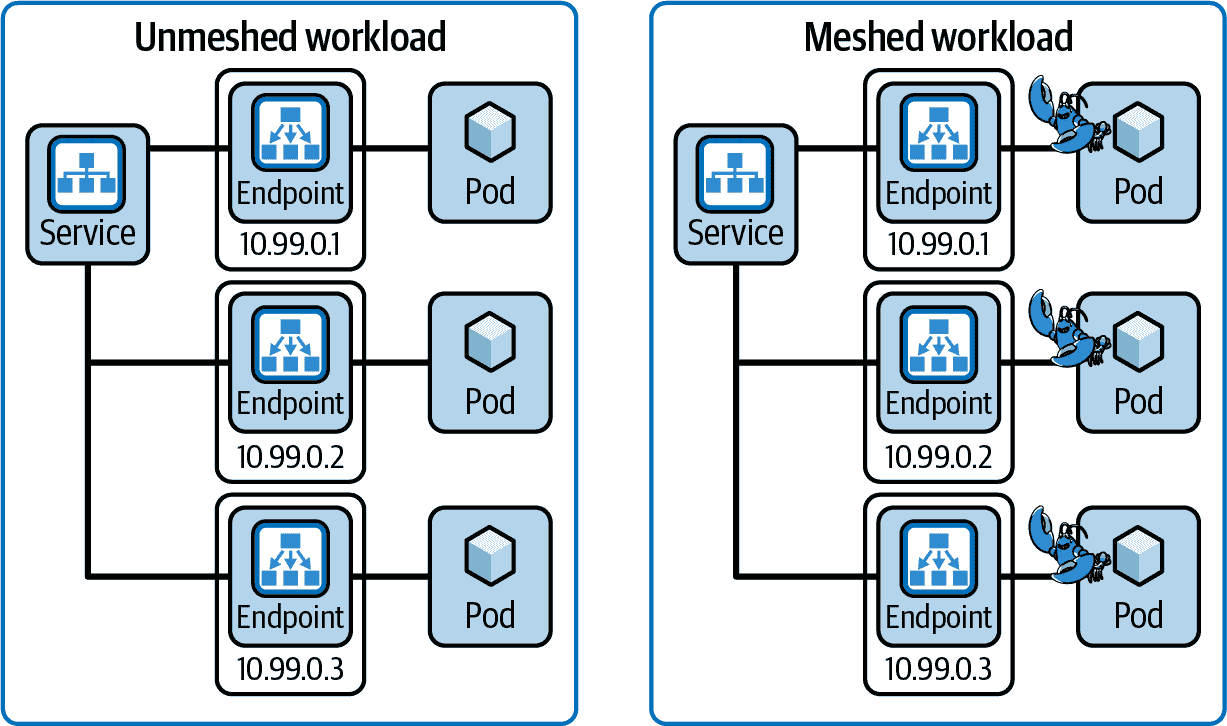 Unmeshed workload
Service
Endpoint
10.99.0.1
Pod
Endpoint
10.99.0.2
Pod
Endpoint
10.99.0.3
Pod
Meshed workload
Service
Endpoint
10.99.0.1
Pod
Endpoint
10.99.0.2
Pod
Endpoint
10.99.0.3
Pod